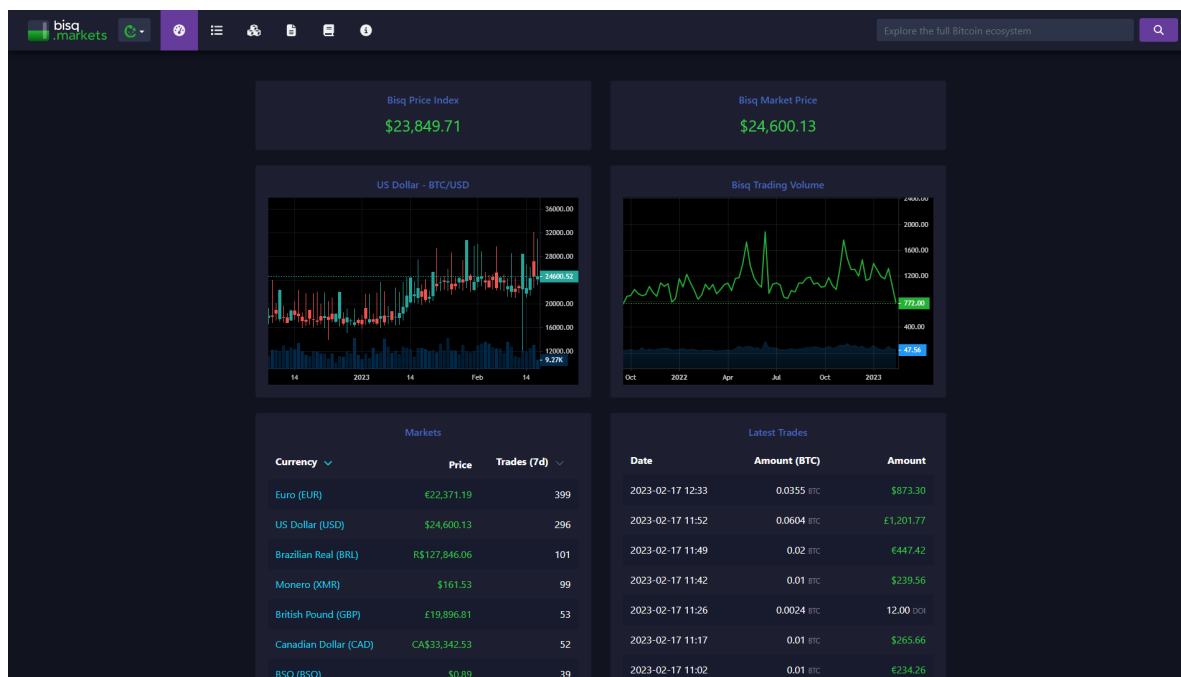 bisq
.markets
Explore the full Bitcoin ecosystem
Bisq Price Index
$23,849.71
Bisq Market Price
$24,600.13
US Dollar - BTC/USD
36000.00
32000.00
28000.00
24600.52
20000.00
16000.00
12000.00
9.27K
14 2023 14 Feb 14
Bisq Trading Volume
2400.00
2000.00
1600.00
1200.00
772.00
400.00
47.56
Oct 2022 Apr Jul Oct 2023
Markets
Currency Price Trades (7d)
Euro (EUR) €22,371.19 399
US Dollar (USD) $24,600.13 296
Brazilian Real (BRL) R$127,846.06 101
Monero (XMR) $161.53 99
British Pound (GBP) £19,896.81 53
Canadian Dollar (CAD) CA$33,342.53 52
BSQ (BSQ) $0.89 39
Latest Trades
Date Amount (BTC) Amount
2023-02-17 12:33 0.0355 BTC $873.30
2023-02-17 11:52 0.0604 BTC £1,201.77
2023-02-17 11:49 0.02 BTC €447.42
2023-02-17 11:42 0.01 BTC $239.56
2023-02-17 11:26 0.0024 BTC 12.00 DOI
2023-02-17 11:17 0.01 BTC $265.66
2023-02-17 11:02 0.01 BTC €234.26